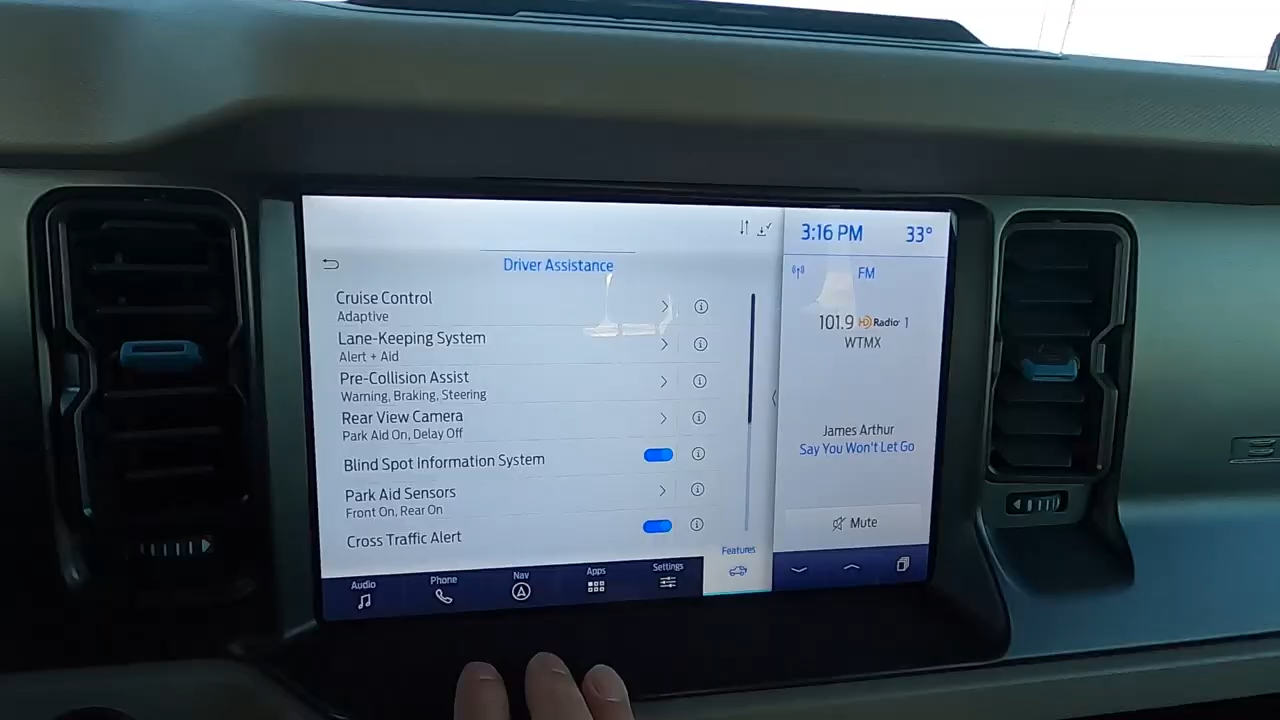 3:16 PM 33°
Driver Assistance
FM
Cruise Control
Adaptive
101.9 HD Radio 1
WTMX
Lane-Keeping System
Alert + Aid
Pre-Collision Assist
Warning, Braking, Steering
Rear View Camera
Park Aid On, Delay Off
James Arthur
Say You Won't Let Go
Blind Spot Information System
Park Aid Sensors
Front On, Rear On
Cross Traffic Alert
Mute
Audio
Phone
Nav
Apps
Settings
Features